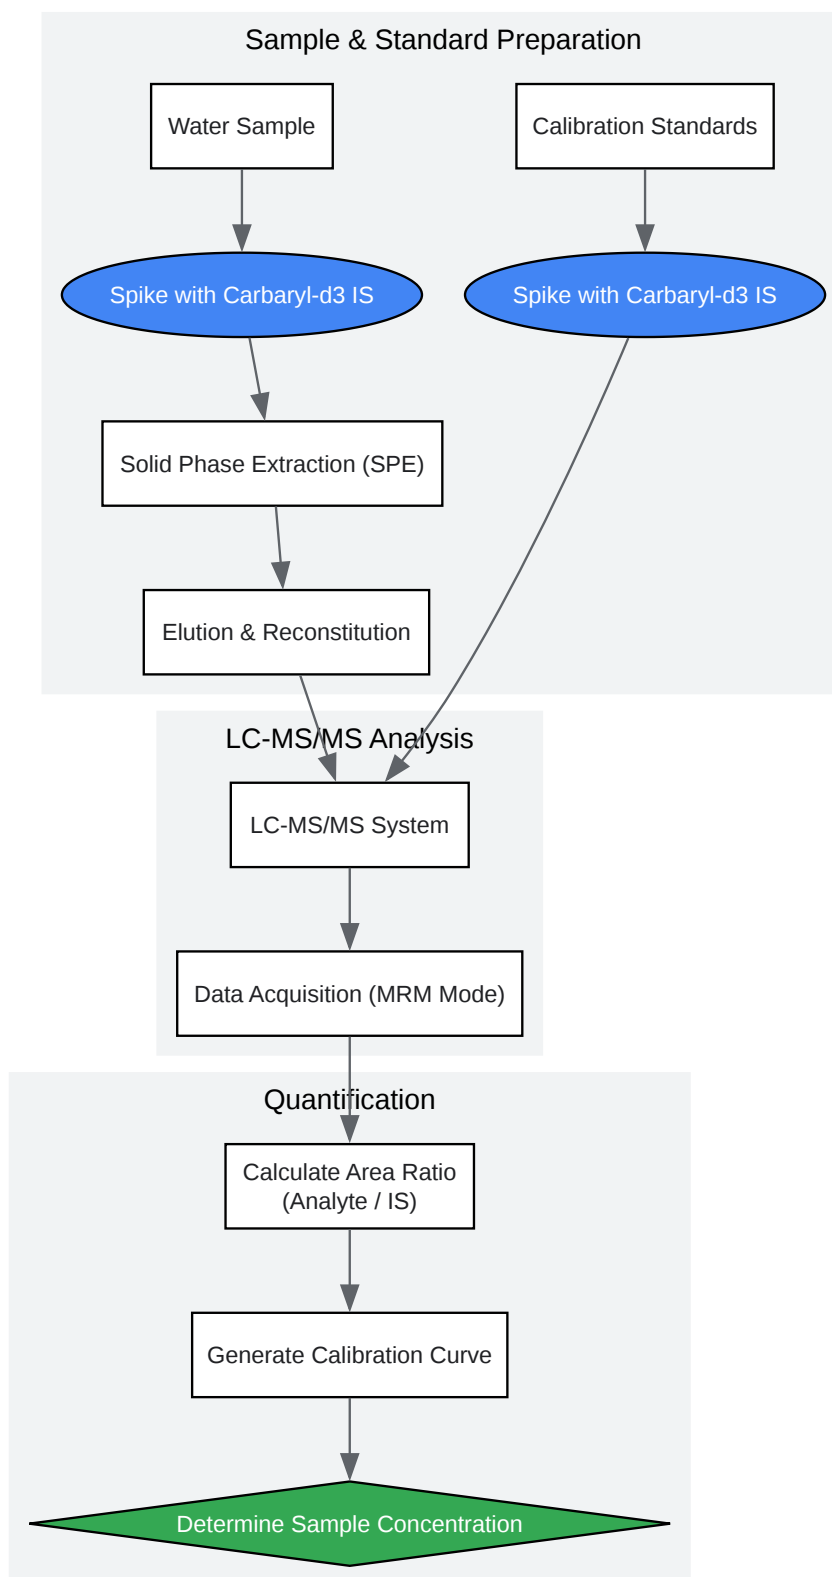 Sample & Standard Preparation
Water Sample
Calibration Standards
Spike with Carbaryl-d3 IS
Spike with Carbaryl-d3 IS
Solid Phase Extraction (SPE)
Elution & Reconstitution
LC-MS/MS Analysis
LC-MS/MS System
Data Acquisition (MRM Mode)
Quantification
Calculate Area Ratio
(Analyte / IS)
Generate Calibration Curve
Determine Sample Concentration